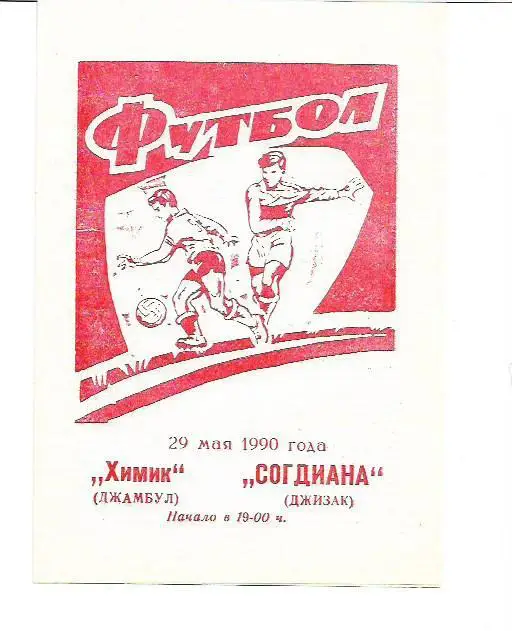 Футбол
29 мая 1990 года
„Химик“ „СОГДИАНА“
(ДЖАМБУЛ) (ДЖИЗАК)
Начало в 19-00 ч.